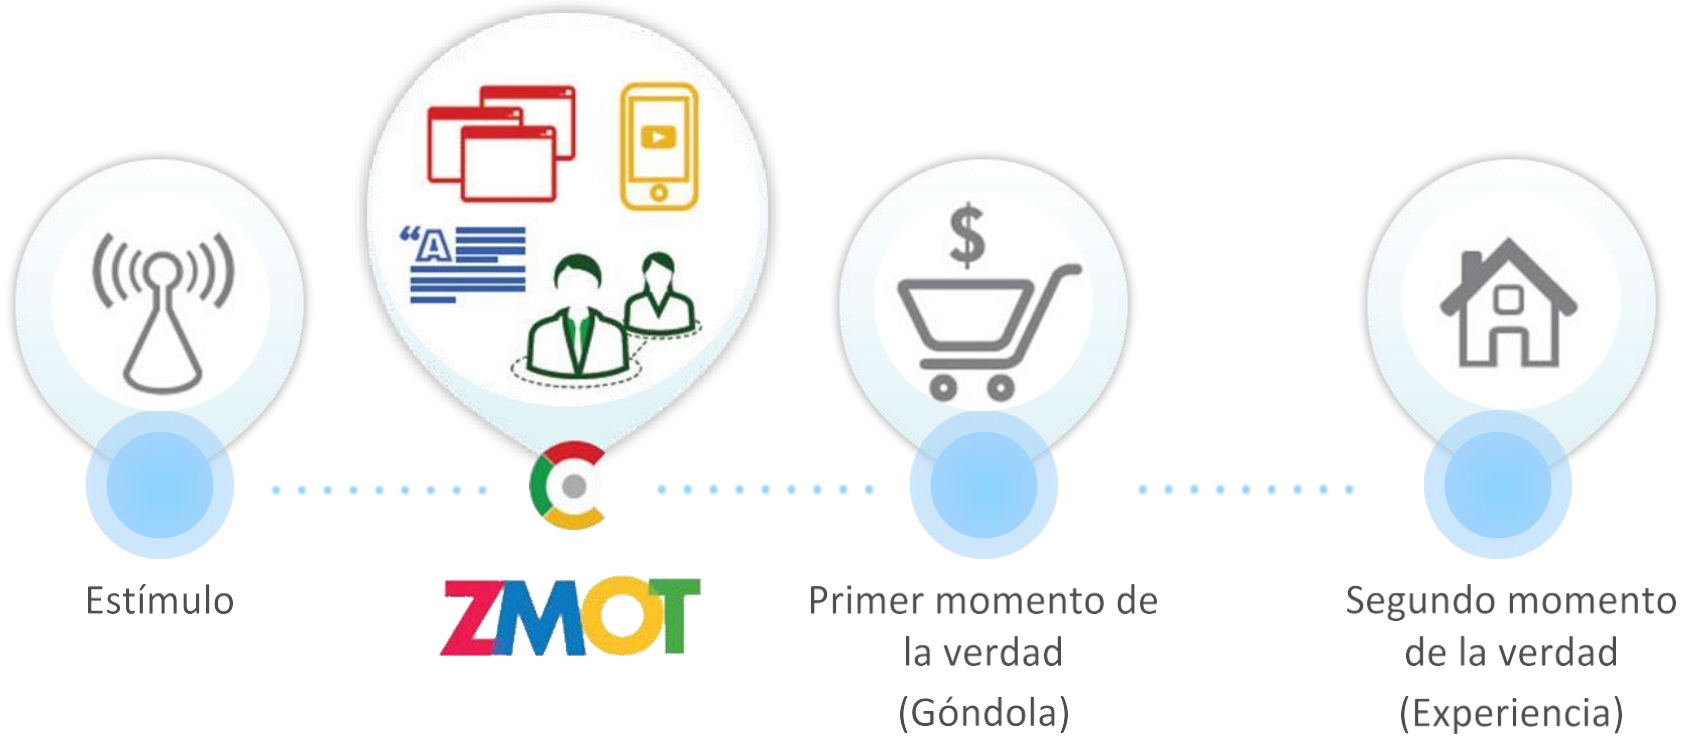 “A
$
Estímulo
ZMOT
Primer momento de
la verdad
(Góndola)
Segundo momento
de la verdad
(Experiencia)